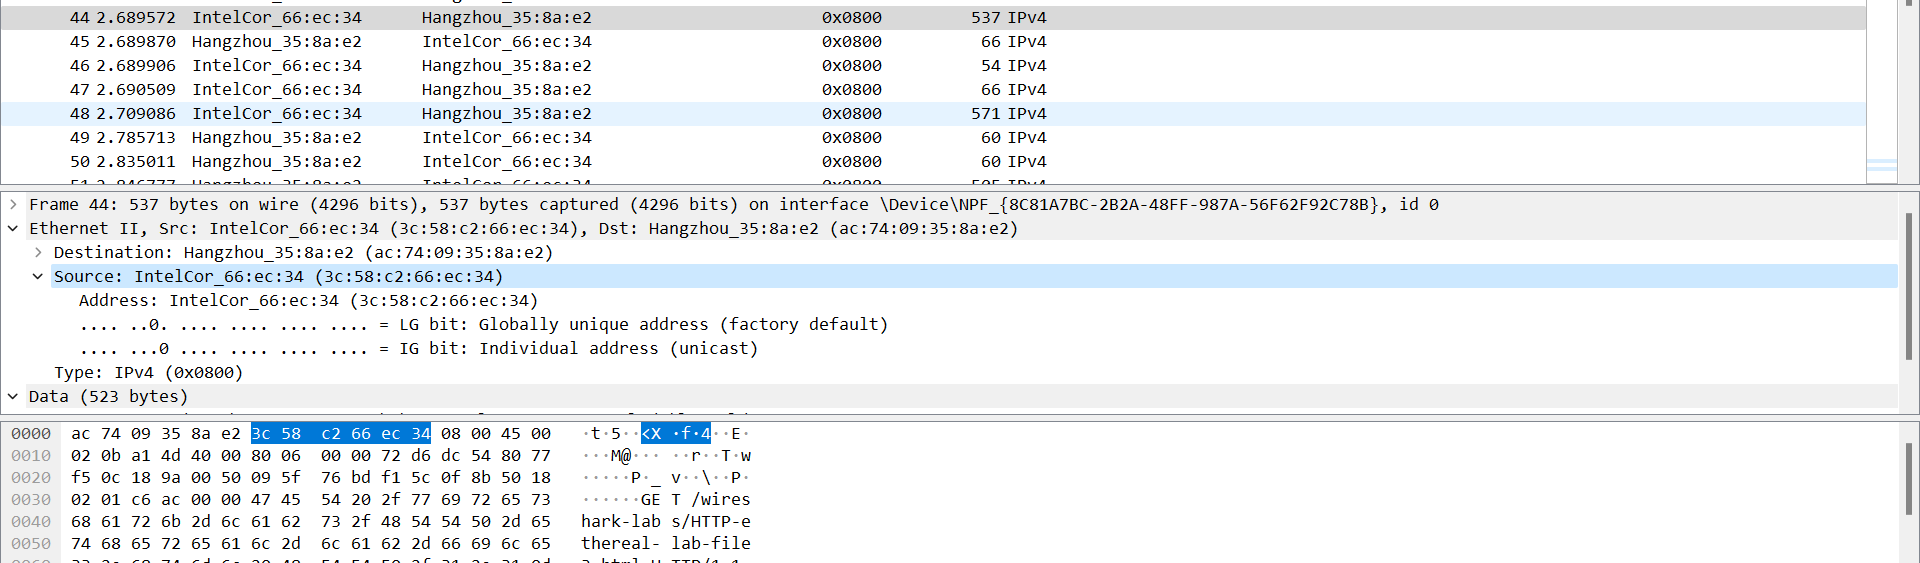 44 2.689572 IntelCor_66:ec:34 Hangzhou_35:8a:e2 0x0800 537 IPv4
45 2.689870 Hangzhou_35:8a:e2 IntelCor_66:ec:34 0x0800 66 IPv4
46 2.689906 IntelCor_66:ec:34 Hangzhou_35:8a:e2 0x0800 54 IPv4
47 2.690509 IntelCor_66:ec:34 Hangzhou_35:8a:e2 0x0800 66 IPv4
48 2.709086 IntelCor_66:ec:34 Hangzhou_35:8a:e2 0x0800 571 IPv4
49 2.785713 Hangzhou_35:8a:e2 IntelCor_66:ec:34 0x0800 60 IPv4
50 2.835011 Hangzhou_35:8a:e2 IntelCor_66:ec:34 0x0800 60 IPv4
51 2.846777 Hangzhou_35:8a:e2 IntelCor_66:ec:34 0x0800 505 IPv4
Frame 44: 537 bytes on wire (4296 bits), 537 bytes captured (4296 bits) on interface \Device\NPF_{8C81A7BC-2B2A-48FF-987A-56F62F92C78B}, id 0
Ethernet II, Src: IntelCor_66:ec:34 (3c:58:c2:66:ec:34), Dst: Hangzhou_35:8a:e2 (ac:74:09:35:8a:e2)
Destination: Hangzhou_35:8a:e2 (ac:74:09:35:8a:e2)
Source: IntelCor_66:ec:34 (3c:58:c2:66:ec:34)
Address: IntelCor_66:ec:34 (3c:58:c2:66:ec:34)
.... ..0. .... .... .... .... = LG bit: Globally unique address (factory default)
.... ...0 .... .... .... .... = IG bit: Individual address (unicast)
Type: IPv4 (0x0800)
Data (523 bytes)
0000 ac 74 09 35 8a e2 3c 58 c2 66 ec 34 08 00 45 00 ·t·5··<X ·f·4··E·
0010 02 0b a1 4d 40 00 80 06 00 00 72 d6 dc 54 80 77 ···M@··· ··r··T·w
0020 f5 0c 18 9a 00 50 09 5f 76 bd f1 5c 0f 8b 50 18 ·····P·_ v··\··P·
0030 02 01 c6 ac 00 00 47 45 54 20 2f 77 69 72 65 73 ······GE T /wires
0040 68 61 72 6b 2d 6c 61 62 73 2f 48 54 54 50 2d 65 hark-lab s/HTTP-e
0050 74 68 65 72 65 61 6c 2d 6c 61 62 2d 66 69 6c 65 thereal- lab-file